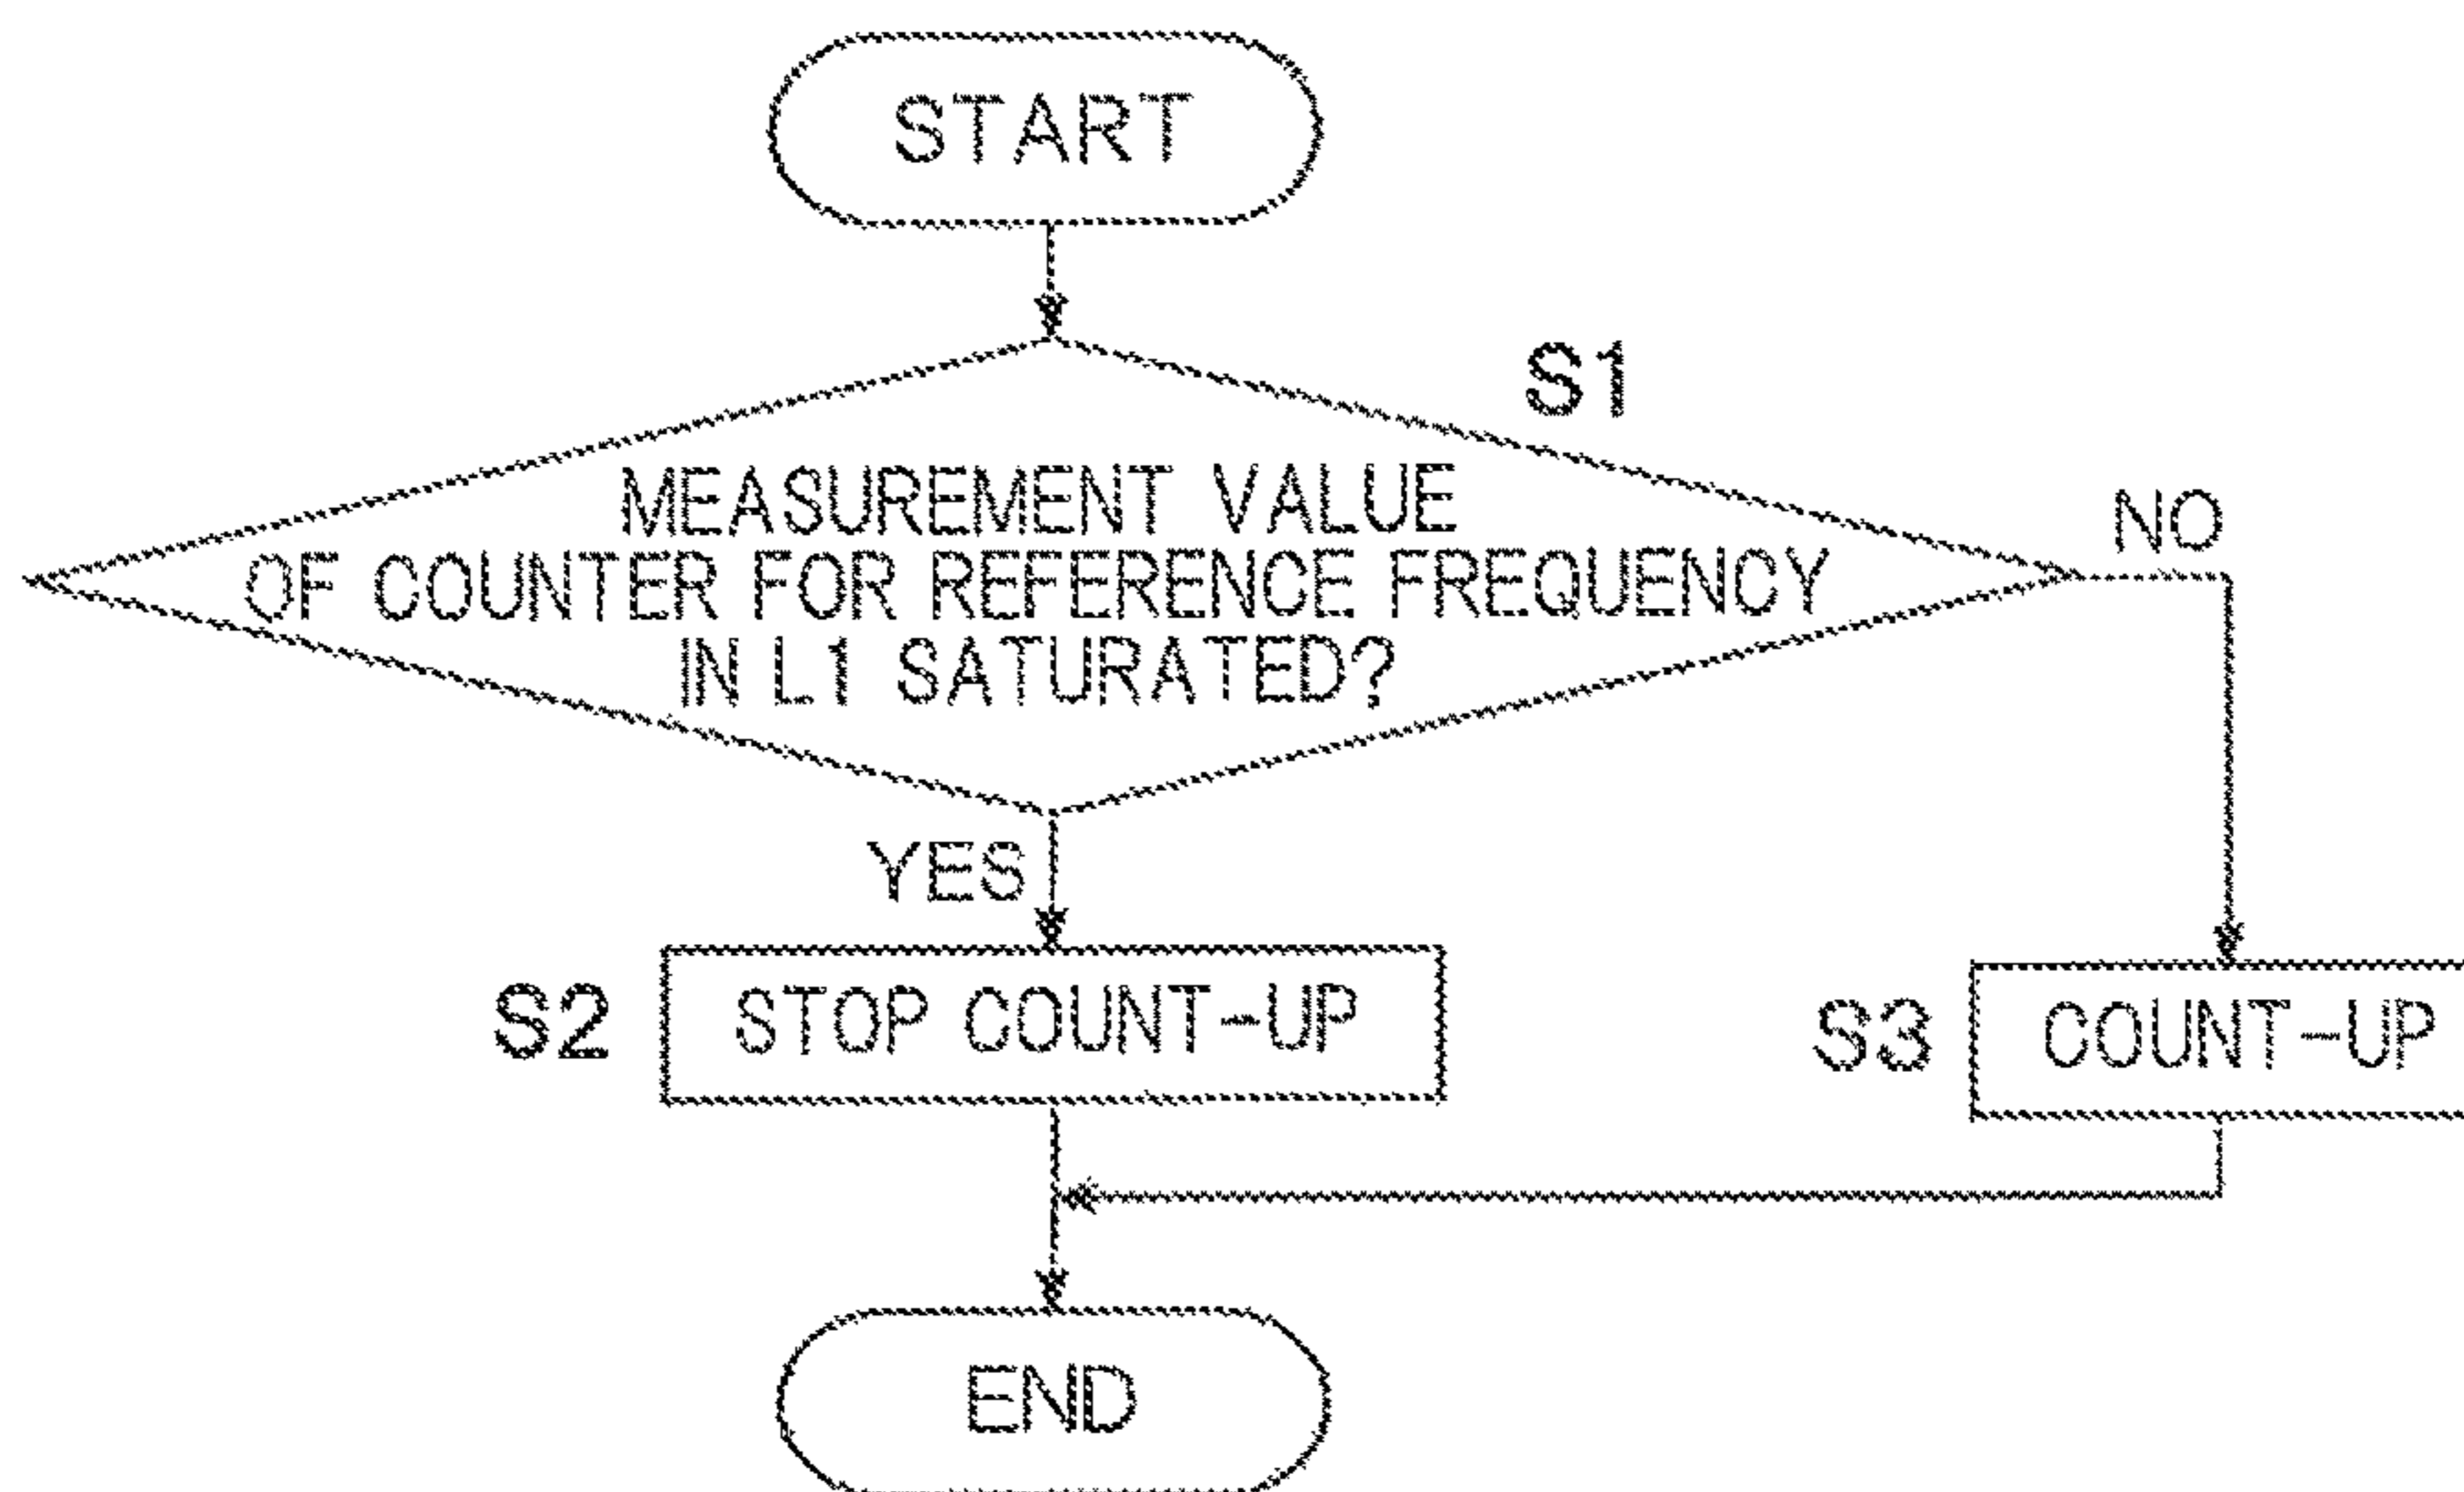 START
S1
MEASUREMENT VALUE
OF COUNTER FOR REFERENCE FREQUENCY
IN L1 SATURATED?
NO
YES
S2 STOP COUNT-UP
S3 COUNT-UP
END